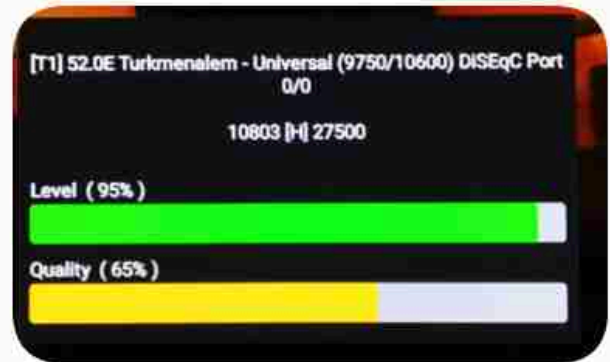 [T1] 52.0E Turkmenalem - Universal (9750/10600) DiSEqC Port
0/0
10803 [H] 27500
Level ( 95% )
Quality ( 65% )